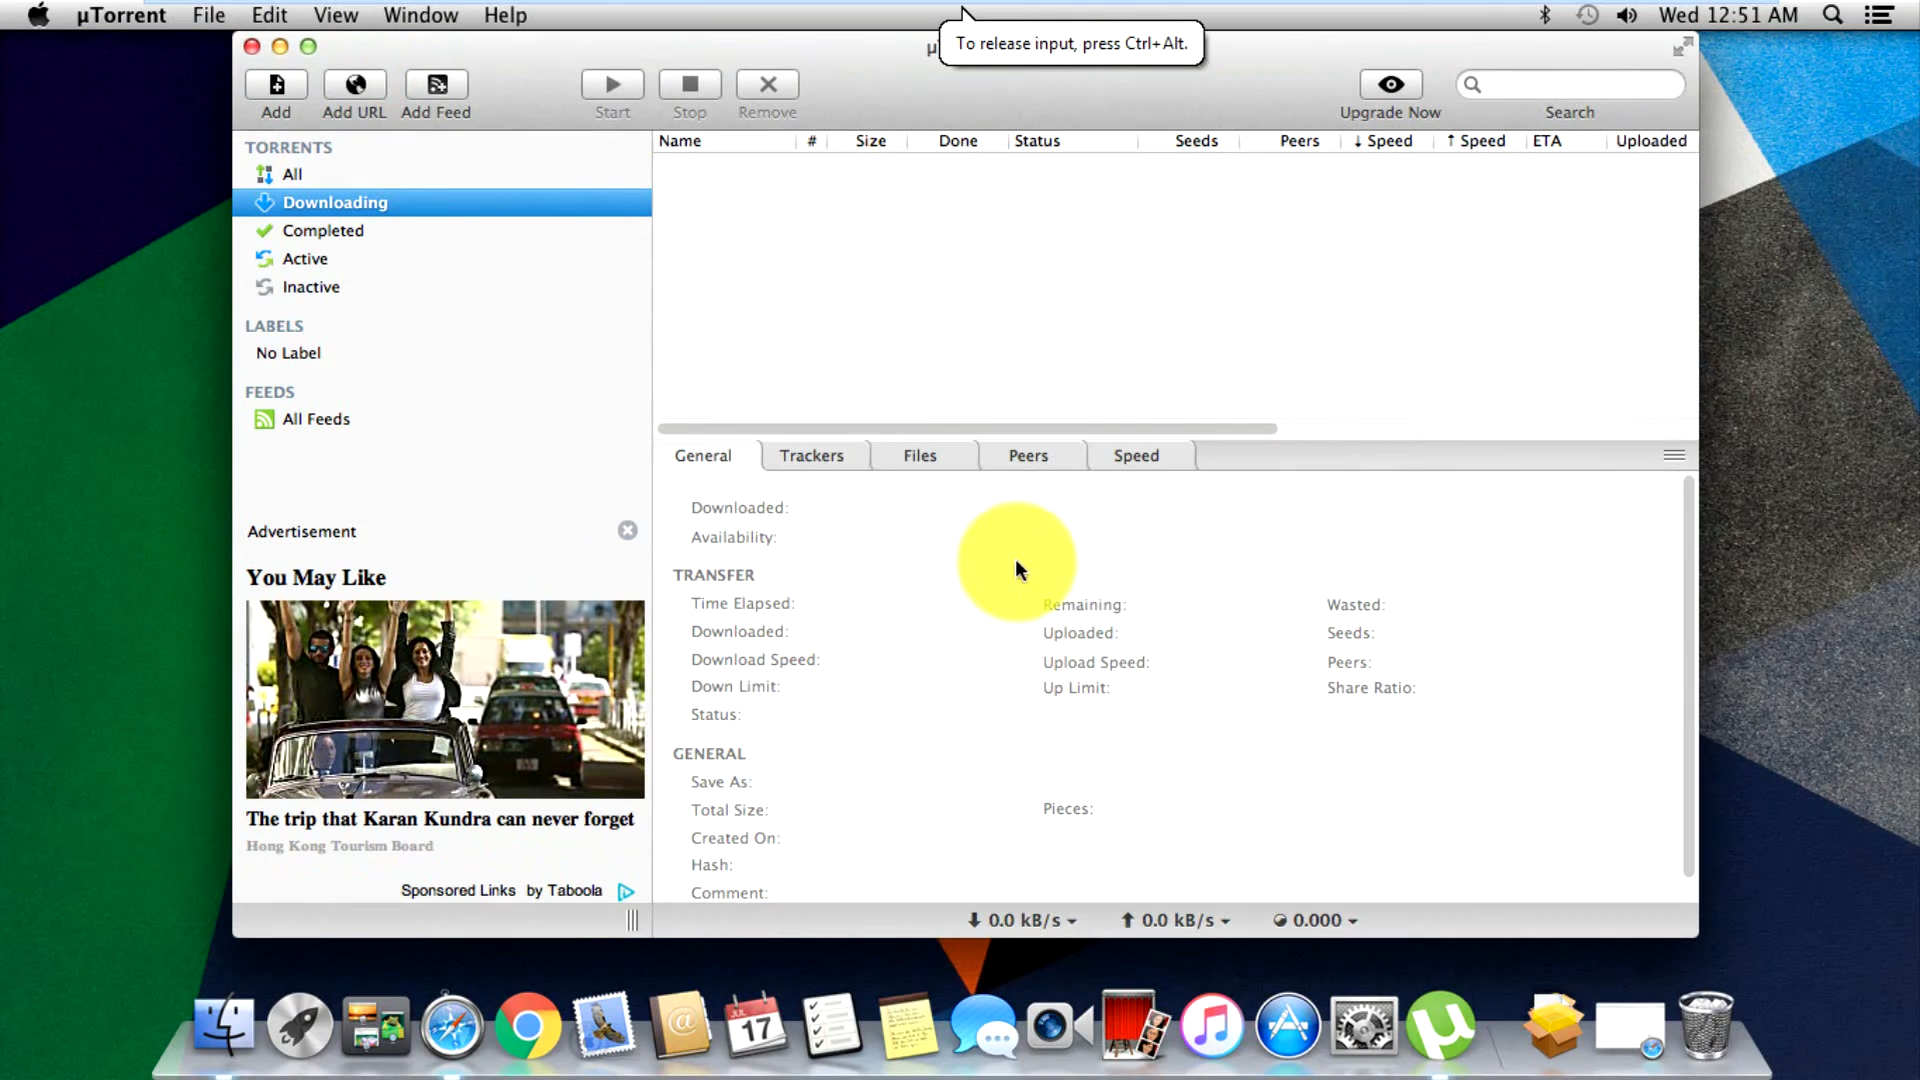 µTorrent File Edit View Window Help Wed 12:51 AM
To release input, press Ctrl+Alt.
Add Add URL Add Feed Start Stop Remove Upgrade Now Search
TORRENTS
All
Downloading
Completed
Active
Inactive
LABELS
No Label
FEEDS
All Feeds
Advertisement
You May Like
The trip that Karan Kundra can never forget
Hong Kong Tourism Board
Sponsored Links by Taboola
Name # Size Done Status Seeds Peers ↓ Speed ↑ Speed ETA Uploaded
General Trackers Files Peers Speed
Downloaded:
Availability:
TRANSFER
Time Elapsed: Remaining: Wasted:
Downloaded: Uploaded: Seeds:
Download Speed: Upload Speed: Peers:
Down Limit: Up Limit: Share Ratio:
Status:
GENERAL
Save As:
Total Size: Pieces:
Created On:
Hash:
Comment:
0.0 kB/s 0.0 kB/s 0.000
JUL
17